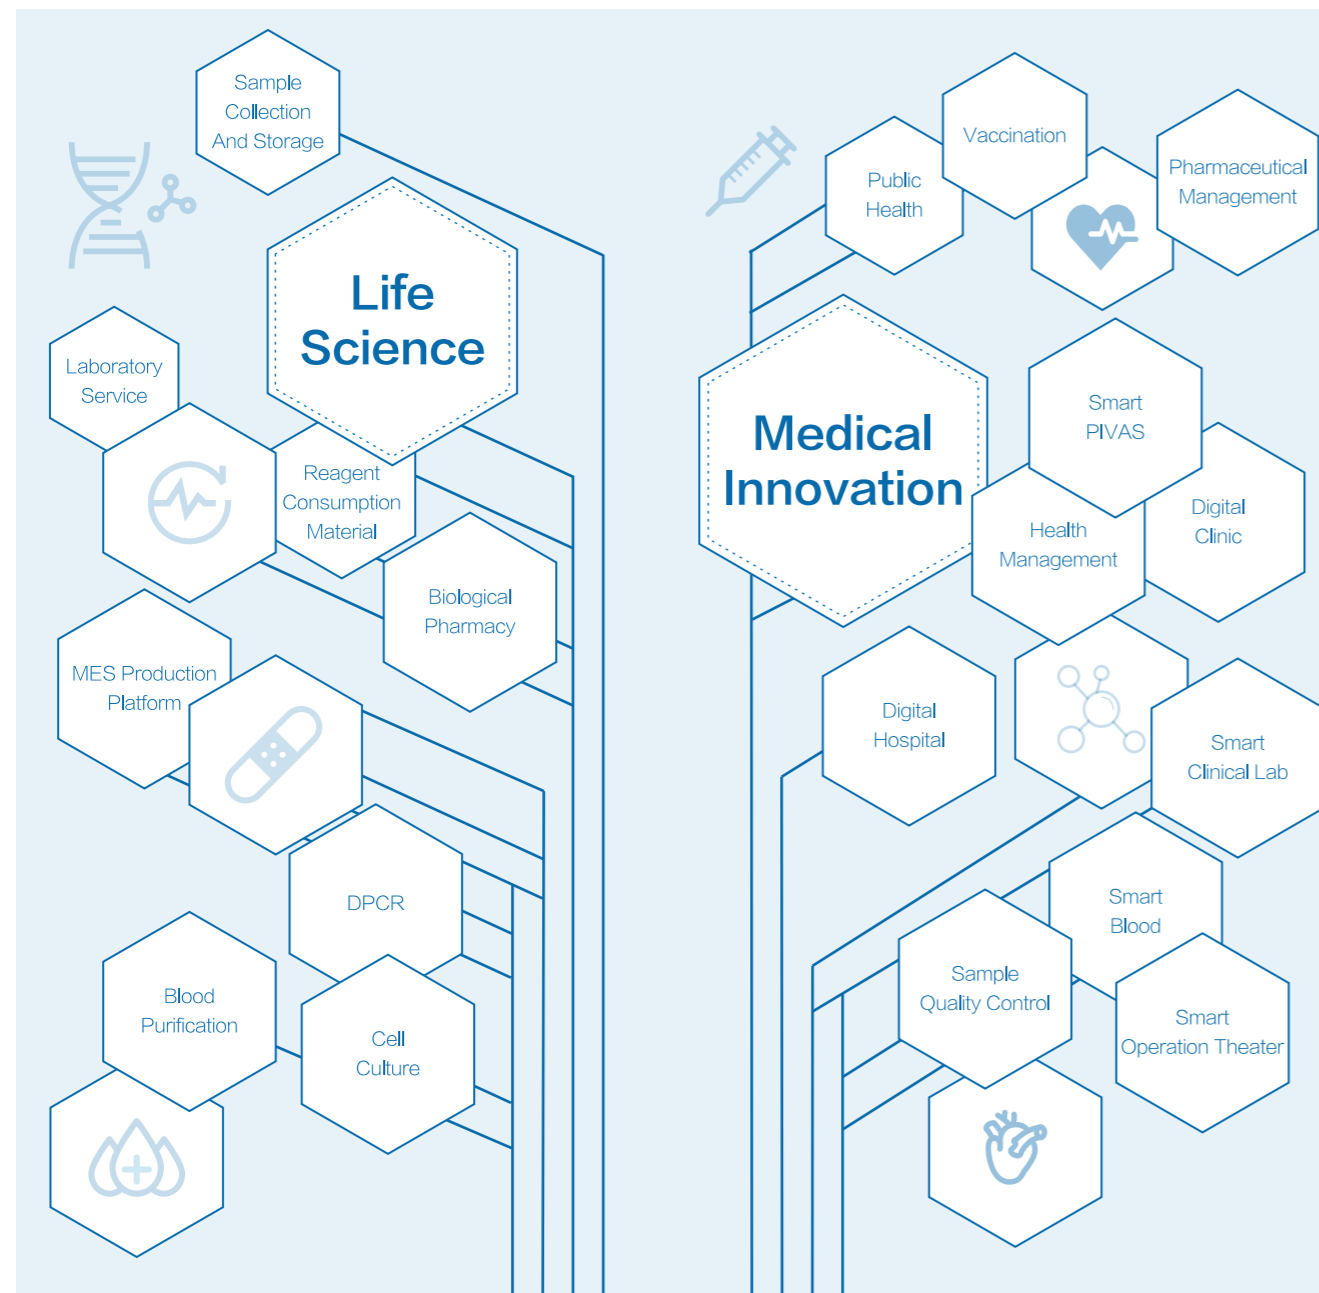 Sample
Collection
And Storage
Life
Science
Laboratory
Service
Reagent
Consumption
Material
Biological
Pharmacy
MES Production
Platform
DPCR
Blood
Purification
Cell
Culture
Vaccination
Public
Health
Pharmaceutical
Management
Medical
Innovation
Smart
PIVAS
Digital
Clinic
Health
Management
Digital
Hospital
Smart
Clinical Lab
Smart
Blood
Sample
Quality Control
Smart
Operation Theater